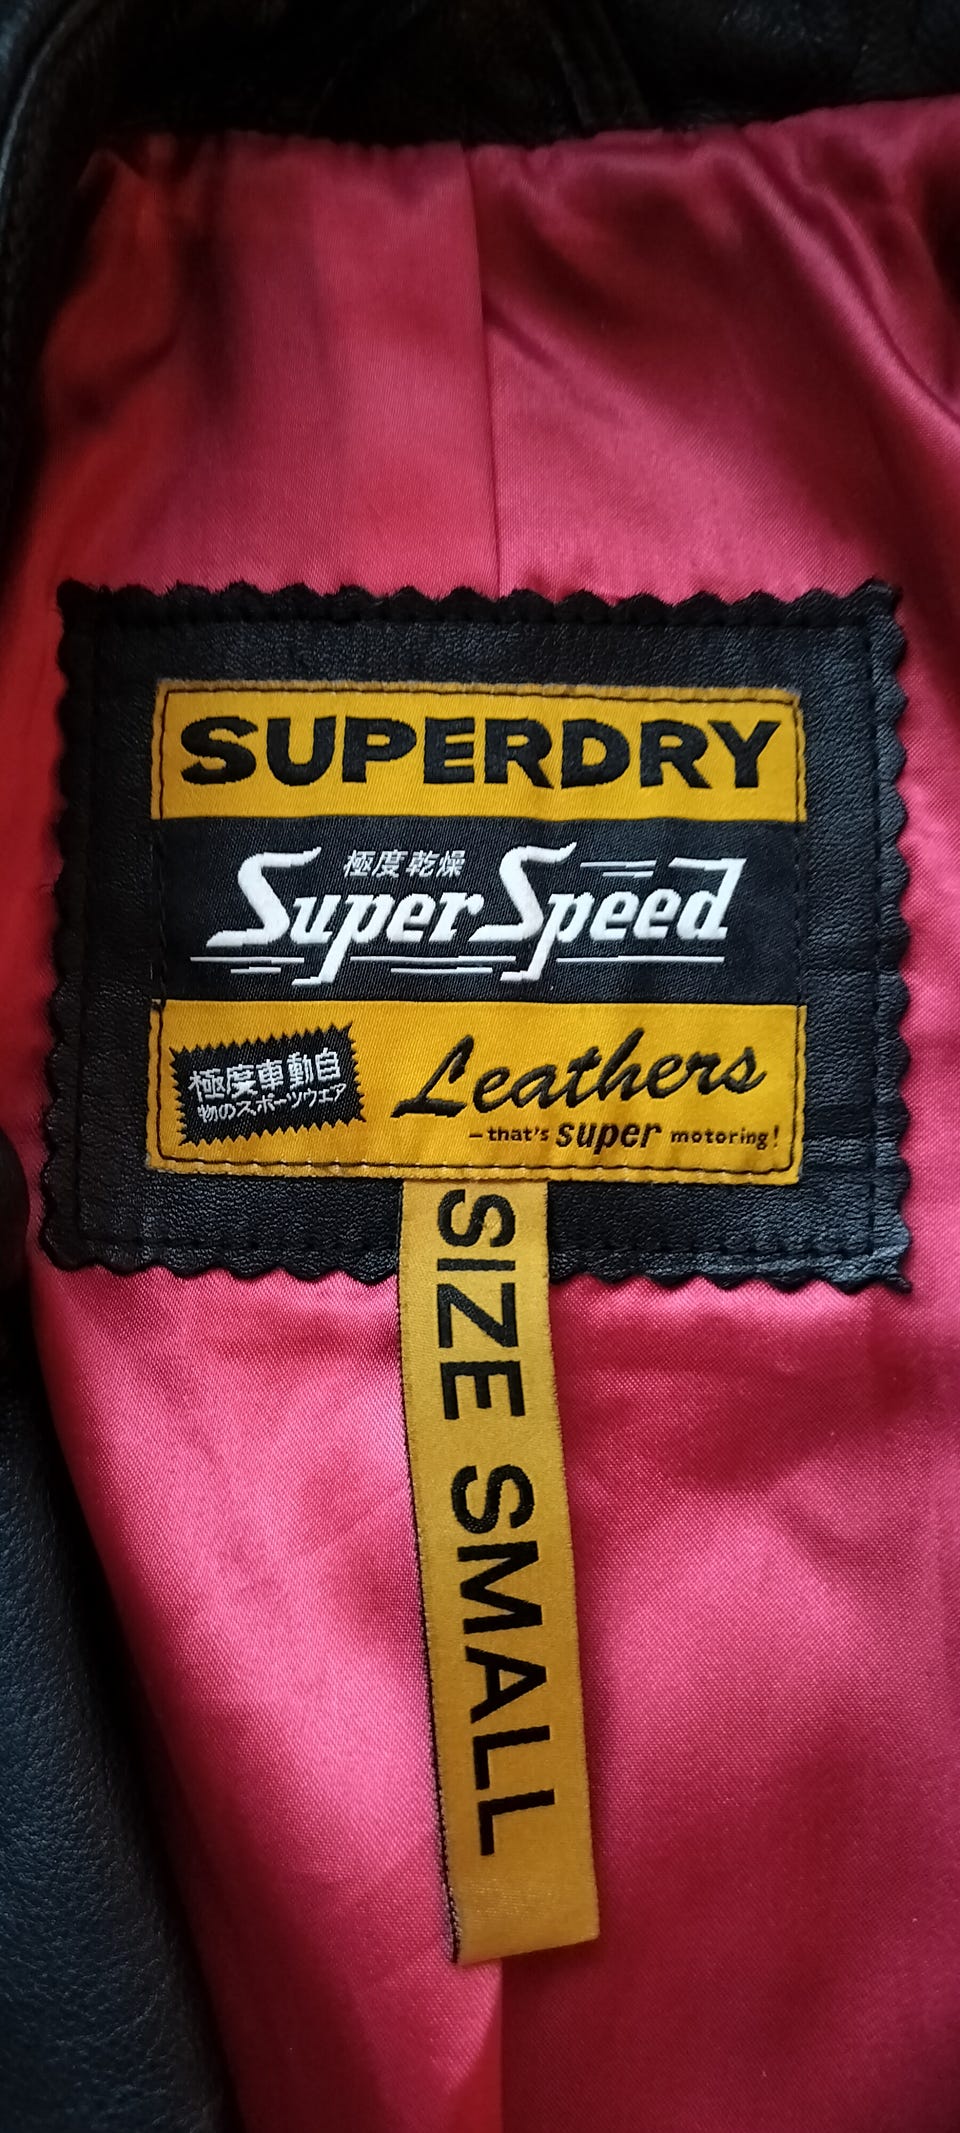 SUPERDRY
極度乾燥
Super Speed
極度車動自
物のスポーツウェア
Leathers
-that's super motoring!
SIZE SMALL